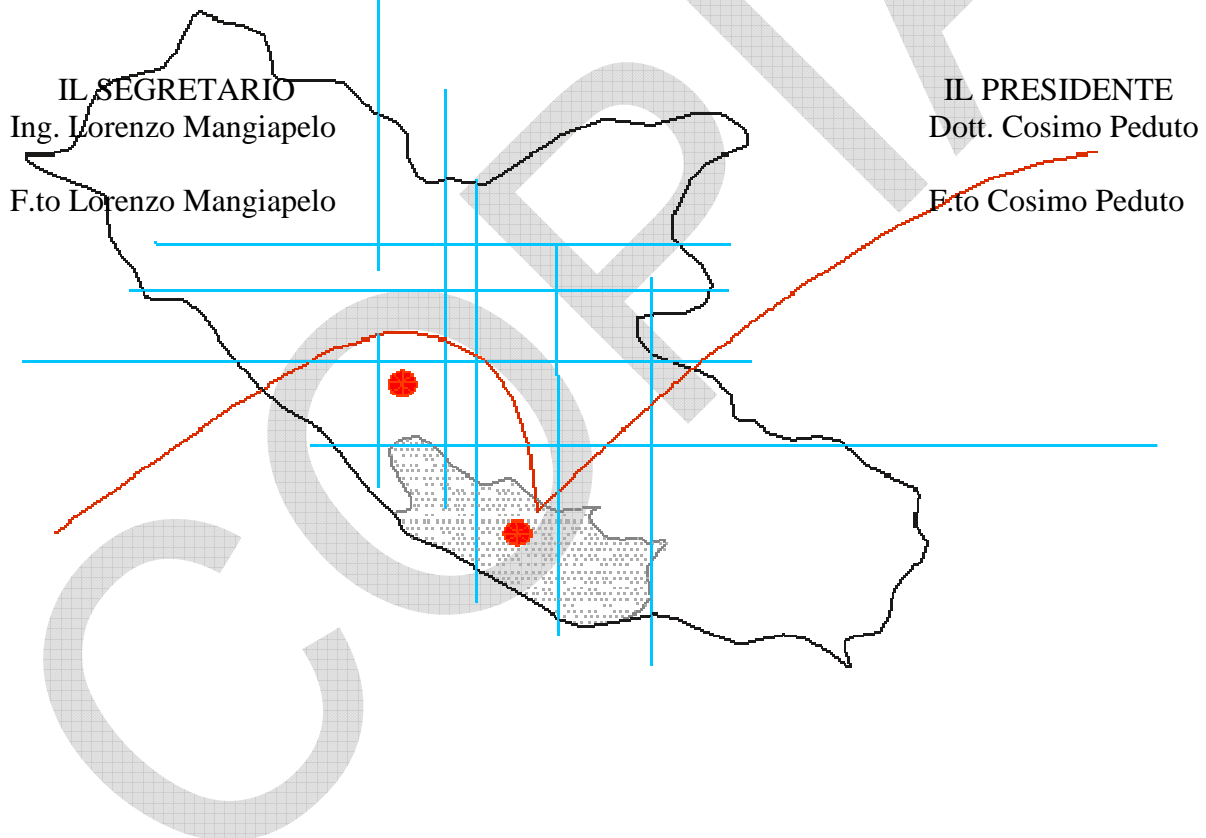 IL SEGRETARIO
Ing. Lorenzo Mangiapelo
F.to Lorenzo Mangiapelo
IL PRESIDENTE
Dott. Cosimo Peduto
F.to Cosimo Peduto
COPIA